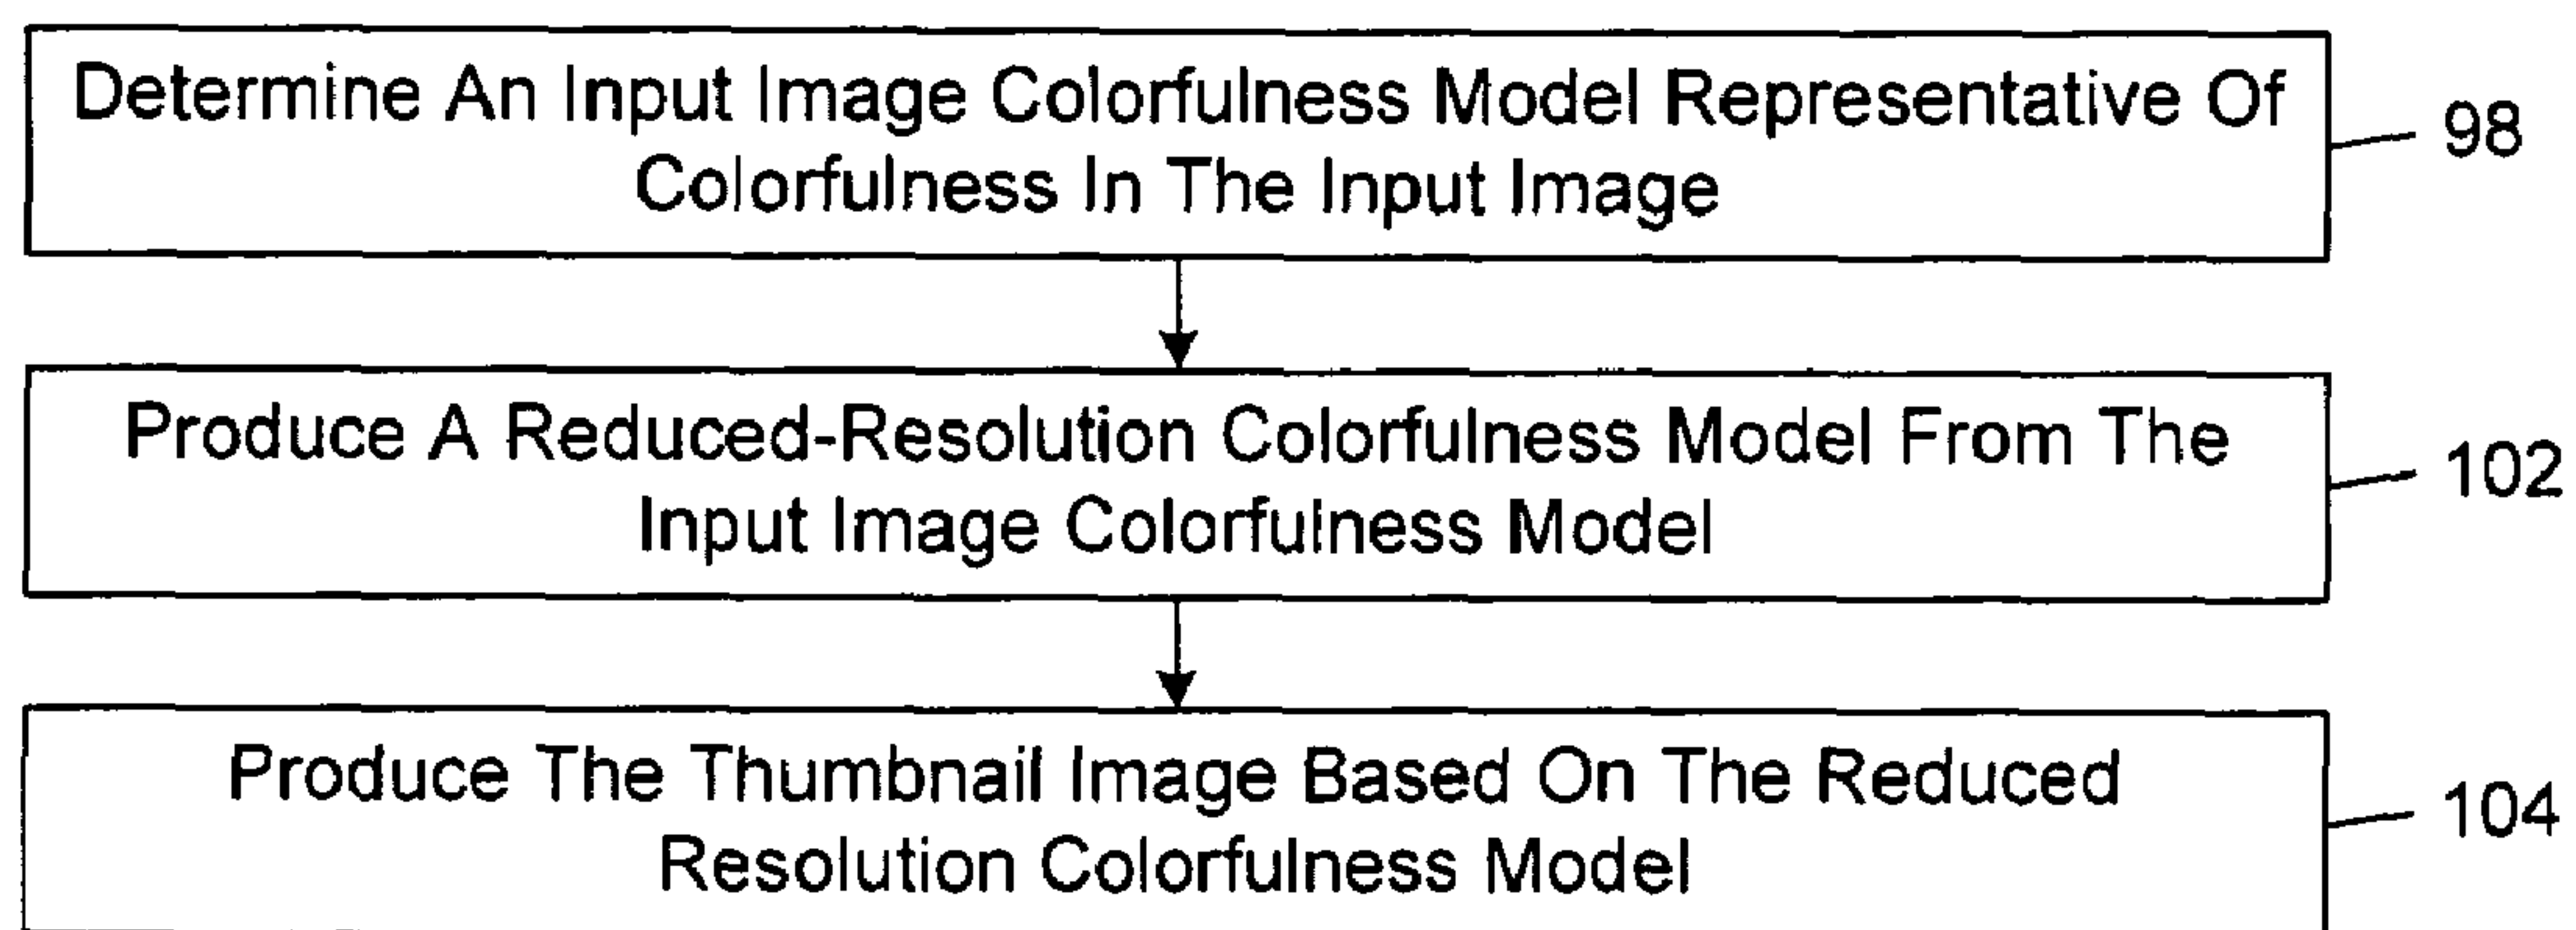 Determine An Input Image Colorfulness Model Representative Of
Colorfulness In The Input Image
98
Produce A Reduced-Resolution Colorfulness Model From The
Input Image Colorfulness Model
102
Produce The Thumbnail Image Based On The Reduced
Resolution Colorfulness Model
104